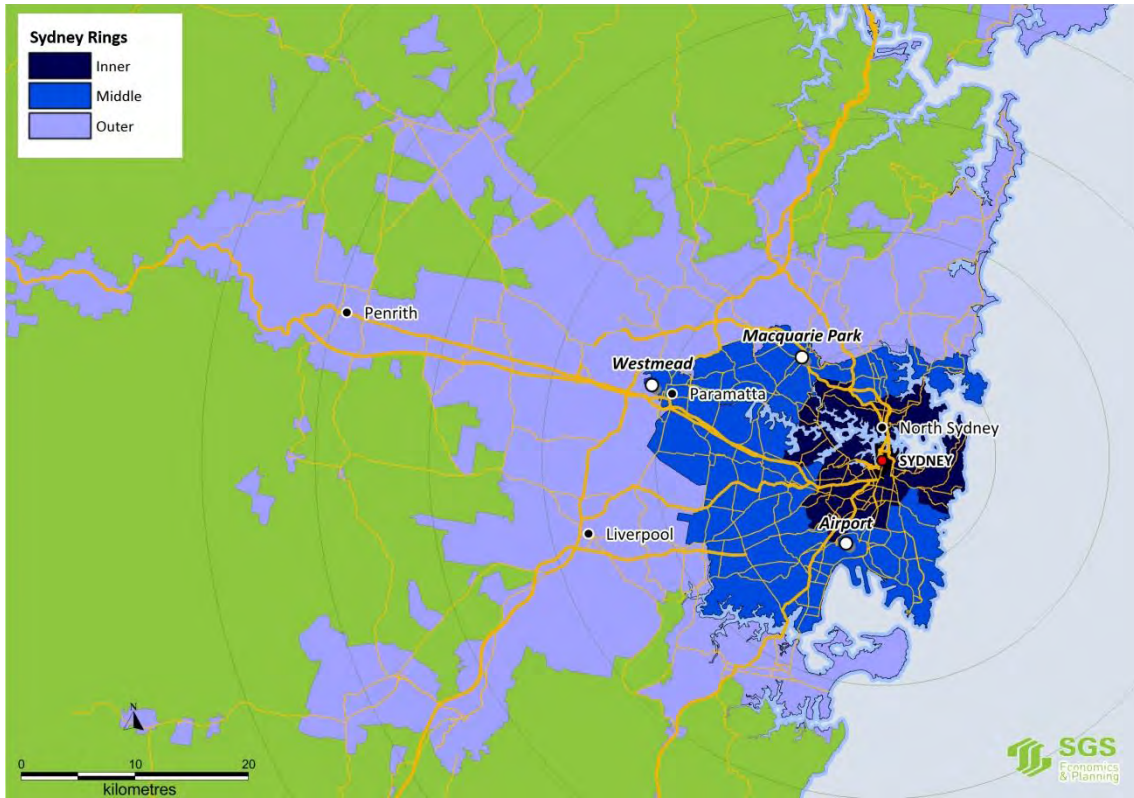 Sydney Rings
Inner
Middle
Outer
Penrith
Macquarie Park
Westmead
Paramatta
North Sydney
SYDNEY
Airport
Liverpool
N
0 10 20
kilometres
SGS
Economics
& Planning